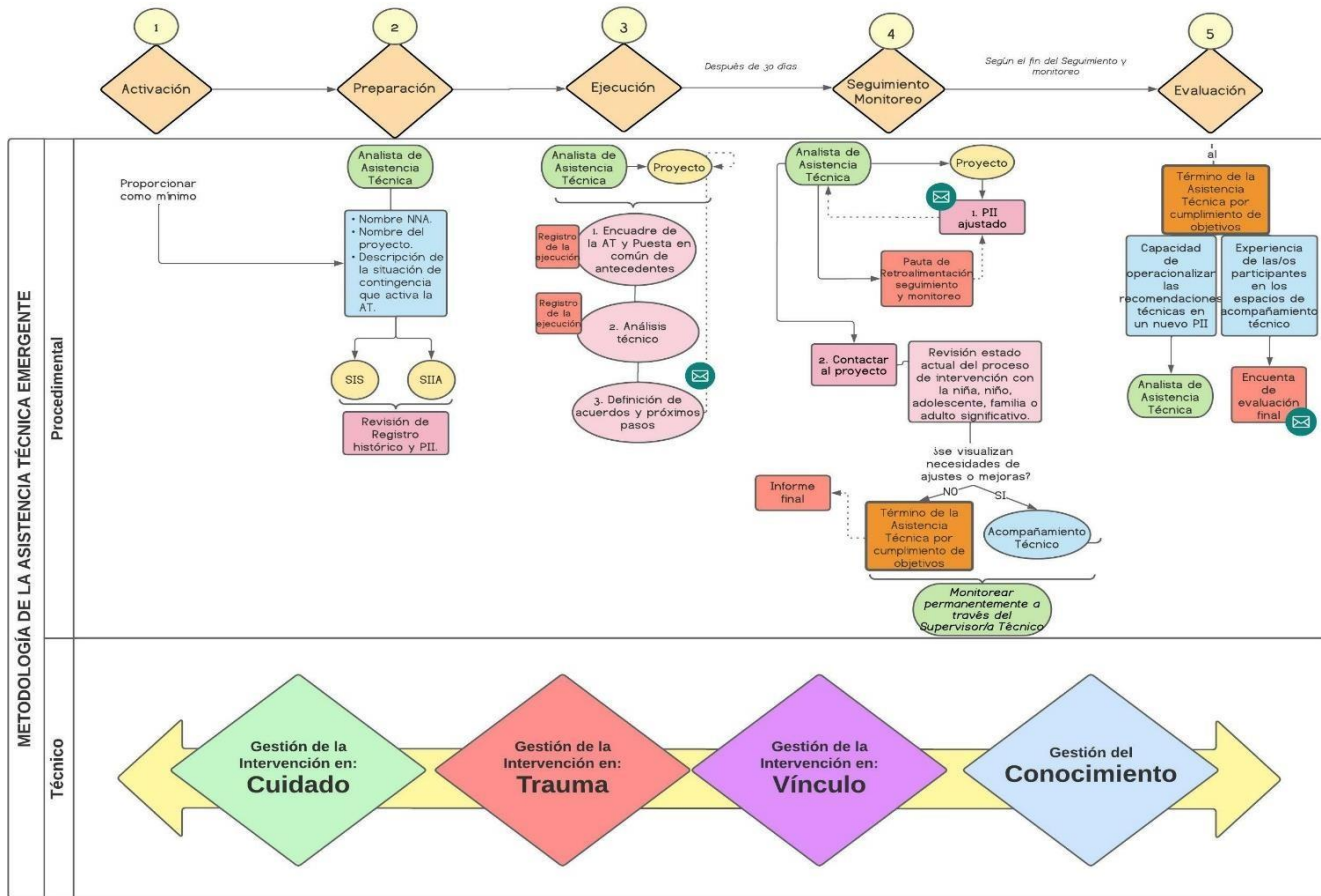 1
2
3
4
5
Activación
Preparación
Ejecución
Después de 30 días
Seguimiento
Monitoreo
Según el fin del Seguimiento y
monitoreo
Evaluación
METODOLOGÍA DE LA ASISTENCIA TÉCNICA EMERGENTE
Procedimental
Proporcionar
como mínimo
Analista de
Asistencia
Técnica
• Nombre NNA.
• Nombre del
proyecto.
• Descripción de
la situación de
contingencia
que activa la
AT.
SIS
SIIA
Revisión de
Registro
histórico y PII.
Analista de
Asistencia
Técnica
Proyecto
Registro
de la
ejecución
1. Encuadre de
la AT y Puesta en
común de
antecedentes
Registro
de la
ejecución
2. Análisis
técnico
3. Definición de
acuerdos y próximos
pasos
Analista de
Asistencia
Técnica
Proyecto
1. PII
ajustado
Pauta de
Retroalimentación
seguimiento
y monitoreo
2. Contactar
al proyecto
Revisión estado
actual del proceso
de intervención con
la niña, niño,
adolescente, familia o
adulto significativo.
¿se visualizan
necesidades de
ajustes o mejoras?
NO
SI
Informe
final
Término de la
Asistencia
Técnica por
cumplimiento de
objetivos
Acompañamiento
Técnico
Monitorear
permanentemente a
través del
Supervisor/a Técnico
al
Término de la
Asistencia
Técnica por
cumplimiento de
objetivos
Capacidad
de
operacionalizar
las
recomendaciones
técnicas en
un nuevo PII
Experiencia
de las/os
participantes
en los
espacios de
acompañamiento
técnico
Analista de
Asistencia
Técnica
Encuenta
de
evaluación
final
Técnico
Gestión de la
Intervención en:
Cuidado
Gestión de la
Intervención en:
Trauma
Gestión de la
Intervención en:
Vínculo
Gestión del
Conocimiento